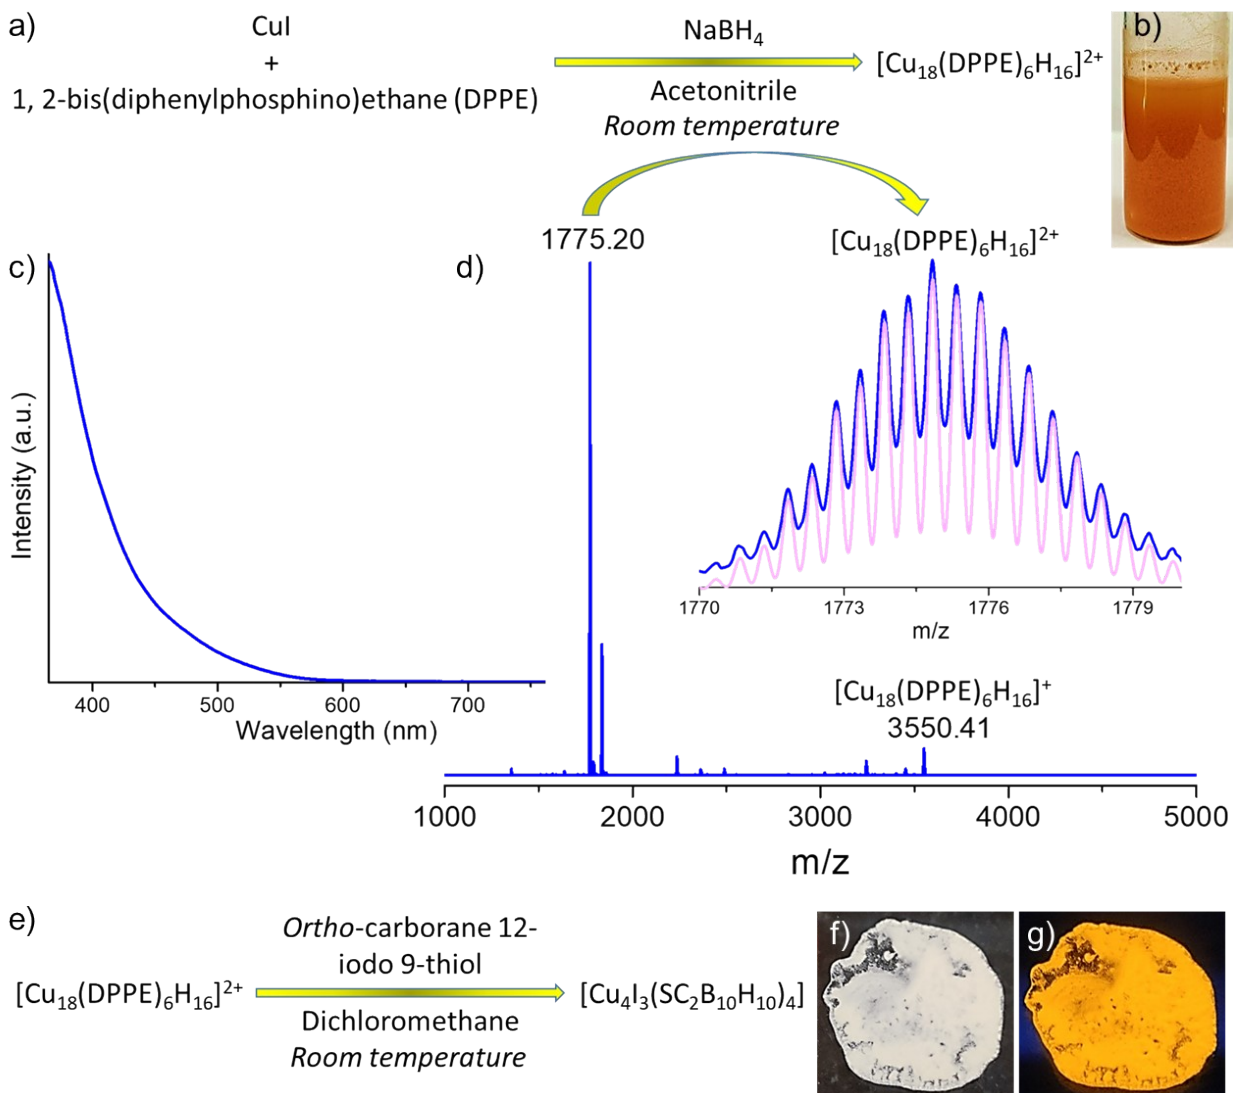 a)
CuI
+
1, 2-bis(diphenylphosphino)ethane (DPPE)
NaBH₄
Acetonitrile
Room temperature
[Cu₁₈(DPPE)₆H₁₆]²⁺
b)
c)
Intensity (a.u.)
400 500 600 700
Wavelength (nm)
d)
1775.20
[Cu₁₈(DPPE)₆H₁₆]²⁺
1770 1773 1776 1779
m/z
[Cu₁₈(DPPE)₆H₁₆]⁺
3550.41
1000 2000 3000 4000 5000
m/z
e)
[Cu₁₈(DPPE)₆H₁₆]²⁺
Ortho-carborane 12-
iodo 9-thiol
Dichloromethane
Room temperature
[Cu₄I₃(SC₂B₁₀H₁₀)₄]
f)
g)